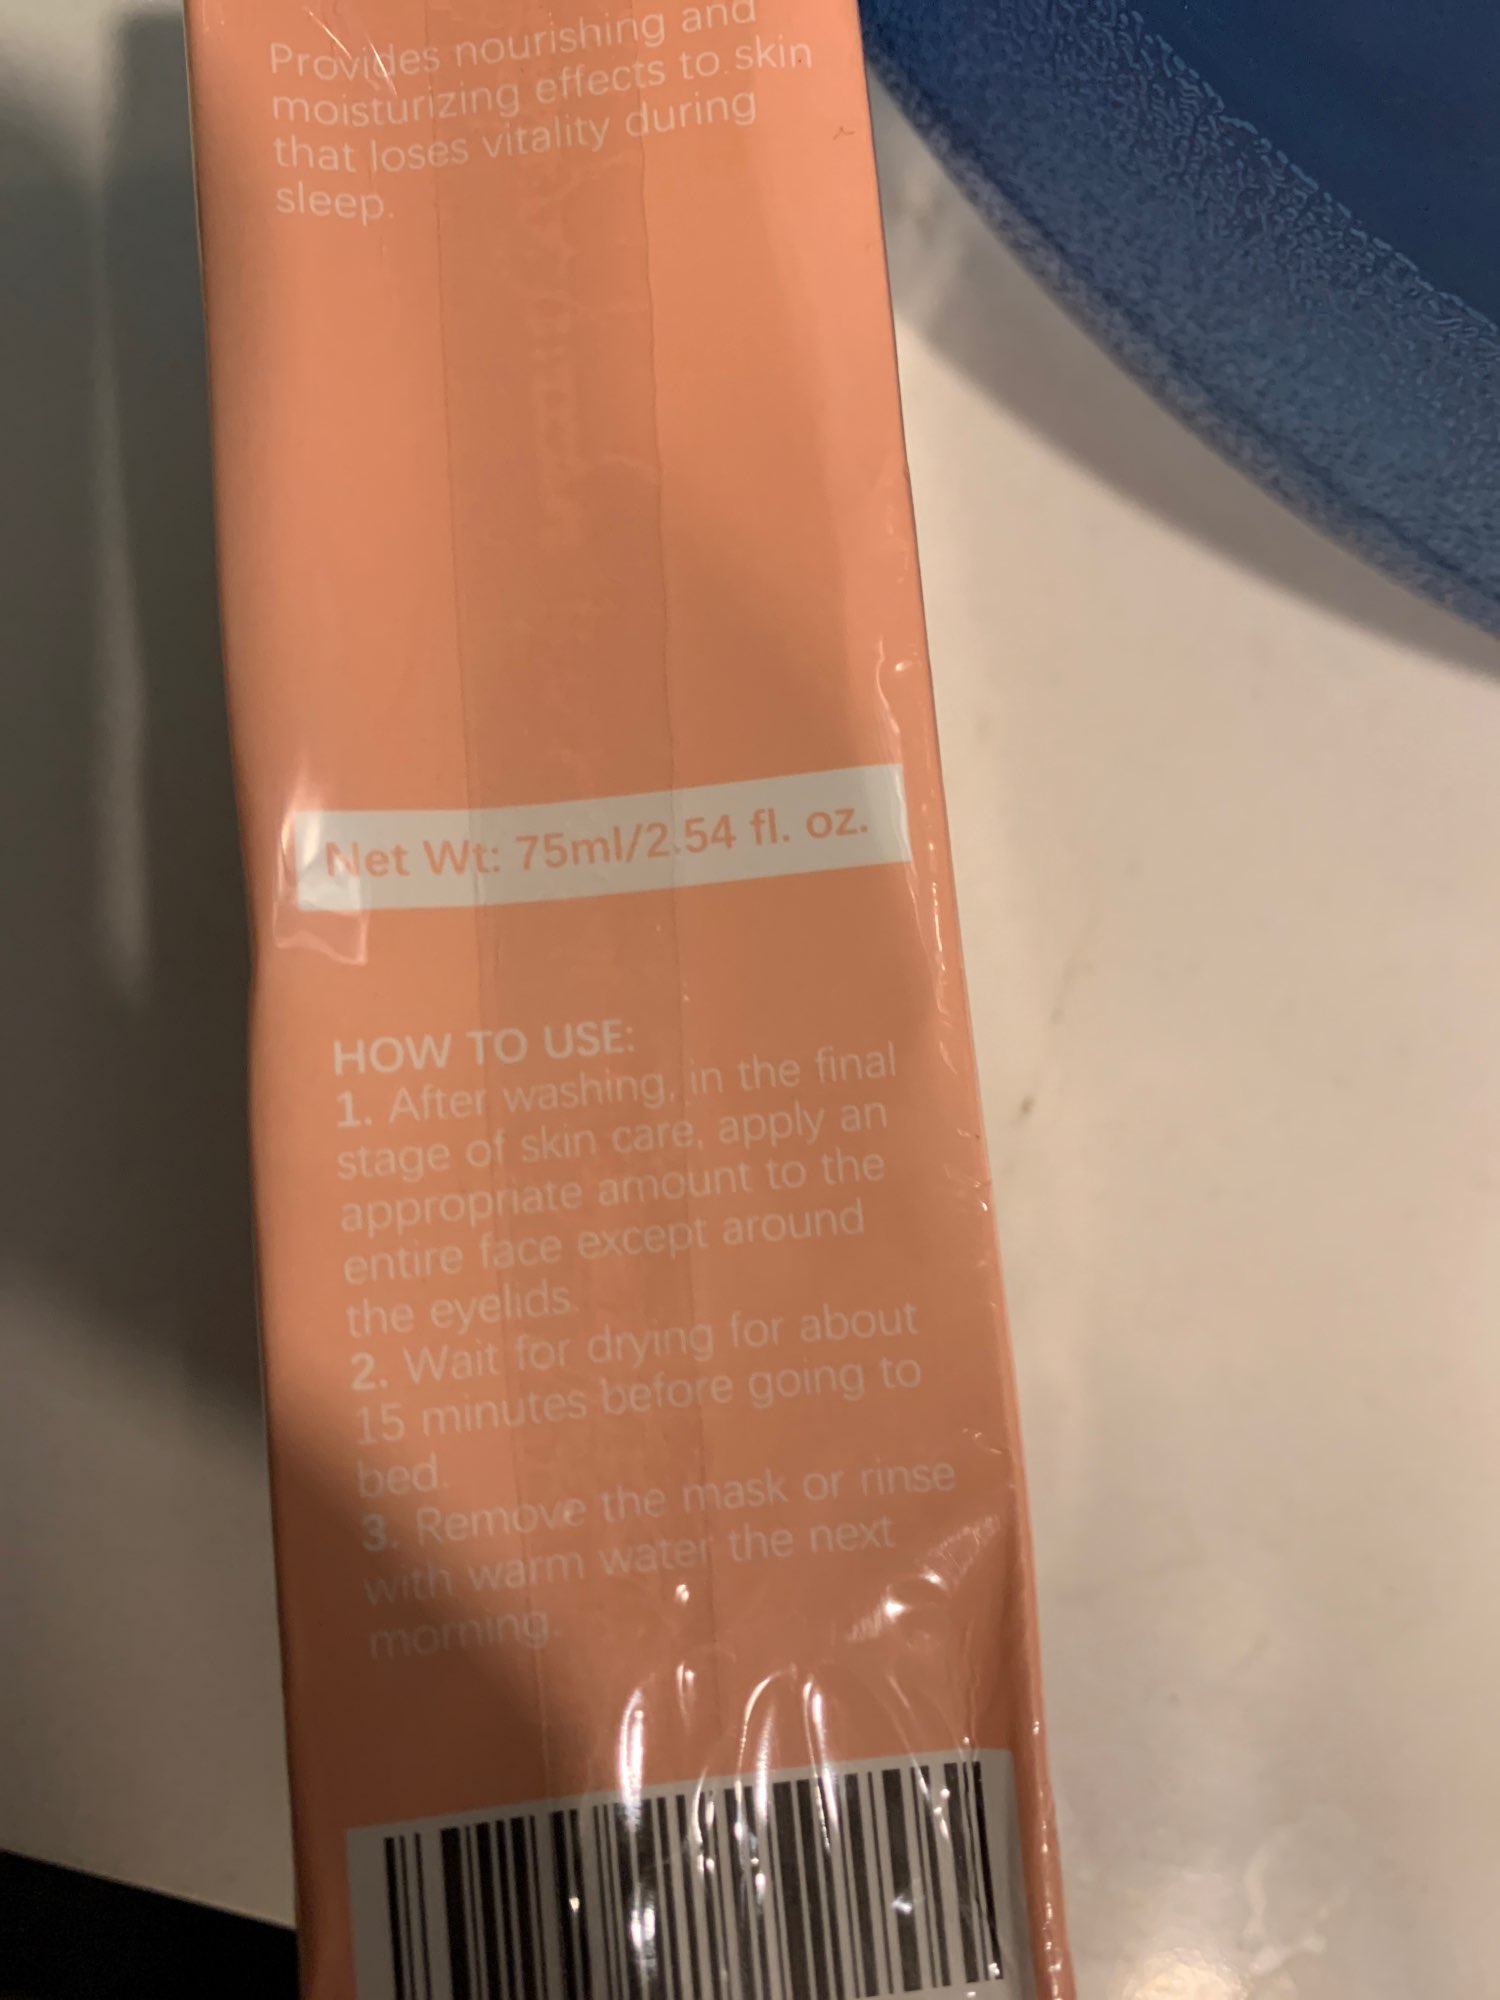 Provides nourishing and
moisturizing effects to skin
that loses vitality during
sleep.
Net Wt: 75ml/2.54 fl. oz.
HOW TO USE:
1. After washing, in the final
stage of skin care, apply an
appropriate amount to the
entire face except around
the eyelids.
2. Wait for drying for about
15 minutes before going to
bed.
3. Remove the mask or rinse
with warm water the next
morning.